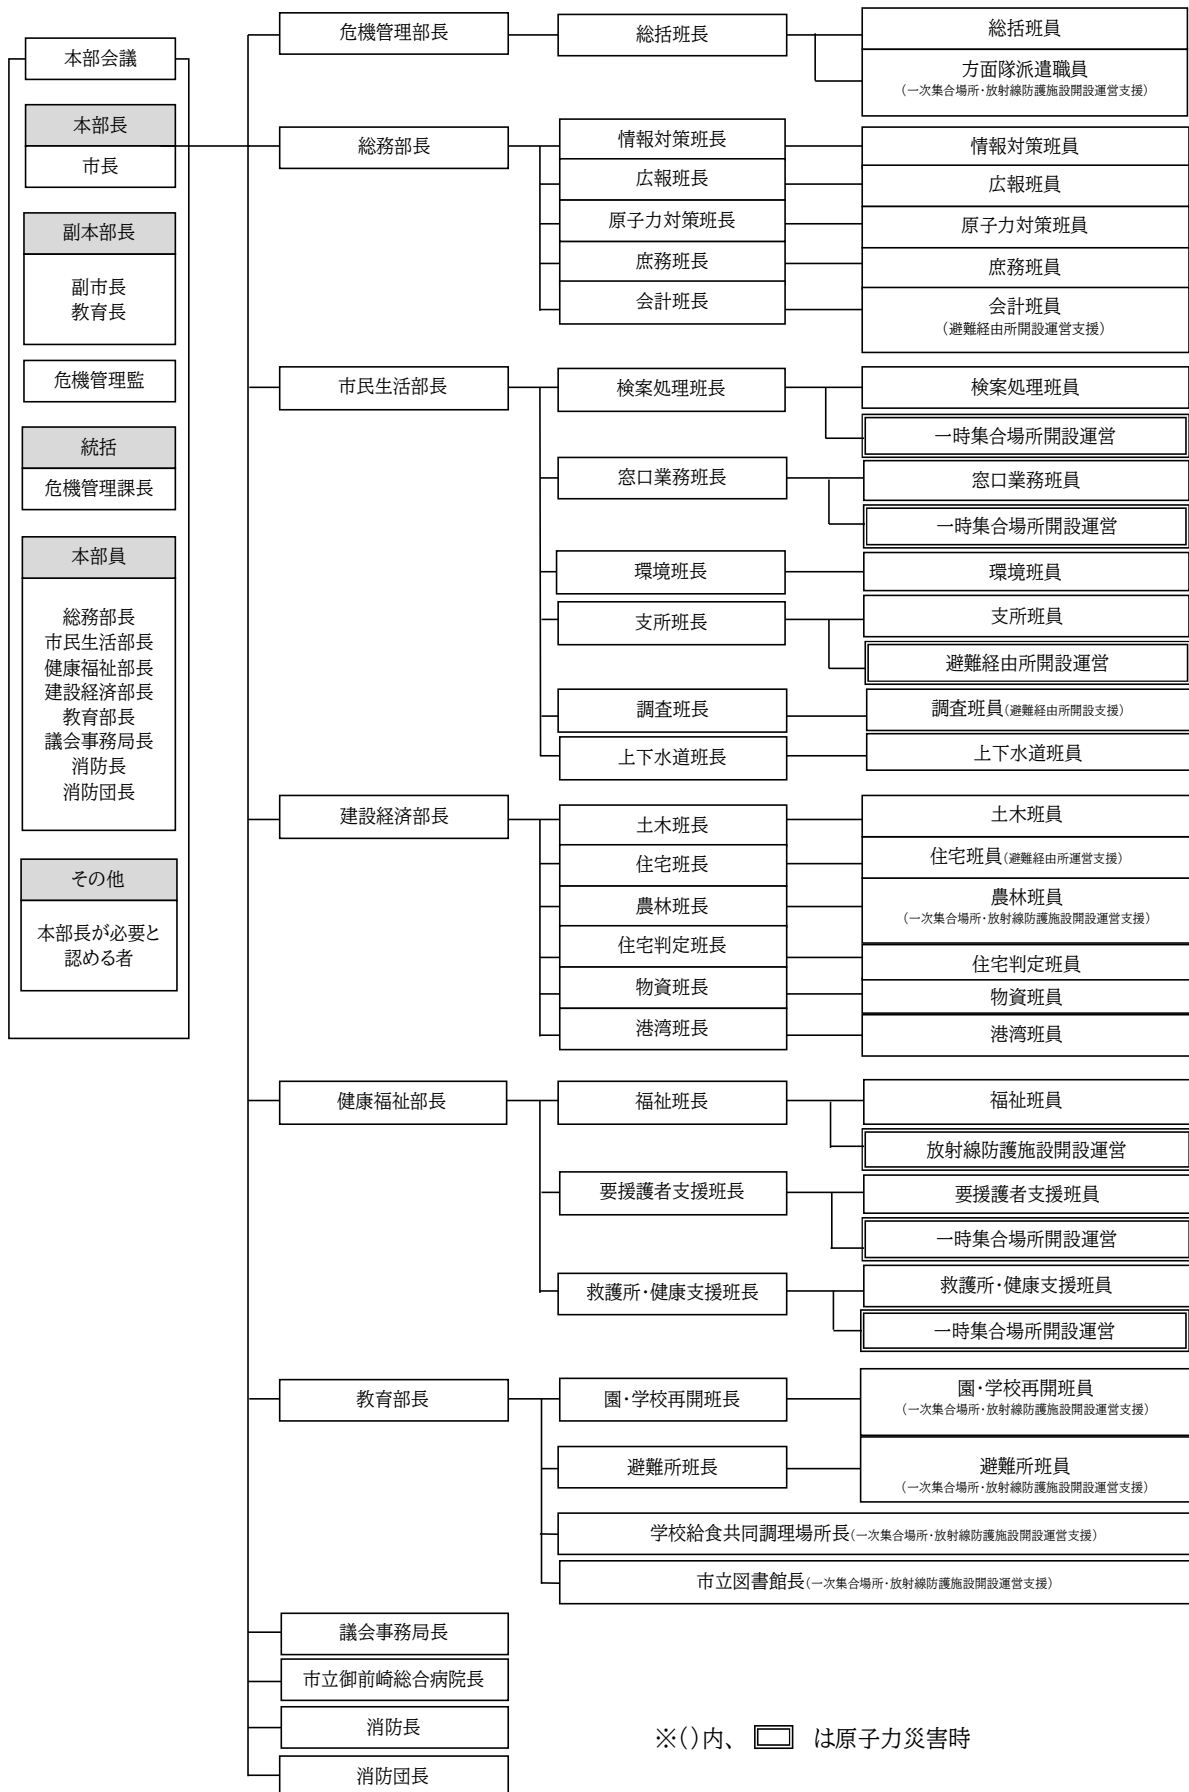 本部会議
本部長
市長
副本部長
副市長
教育長
危機管理監
統括
危機管理課長
本部員
総務部長
市民生活部長
健康福祉部長
建設経済部長
教育部長
議会事務局長
消防長
消防団長
その他
本部長が必要と
認める者
危機管理部長
総括班長
総括班員
方面隊派遣職員
(一次集合場所・放射線防護施設開設運営支援)
総務部長
情報対策班長
情報対策班員
広報班長
広報班員
原子力対策班長
原子力対策班員
庶務班長
庶務班員
会計班長
会計班員
(避難経由所開設運営支援)
市民生活部長
検案処理班長
検案処理班員
一時集合場所開設運営
窓口業務班長
窓口業務班員
一時集合場所開設運営
環境班長
環境班員
支所班長
支所班員
避難経由所開設運営
調査班長
調査班員(避難経由所開設支援)
上下水道班長
上下水道班員
建設経済部長
土木班長
土木班員
住宅班長
住宅班員(避難経由所運営支援)
農林班長
農林班員
(一次集合場所・放射線防護施設開設運営支援)
住宅判定班長
住宅判定班員
物資班長
物資班員
港湾班長
港湾班員
健康福祉部長
福祉班長
福祉班員
放射線防護施設開設運営
要援護者支援班長
要援護者支援班員
一時集合場所開設運営
救護所・健康支援班長
救護所・健康支援班員
一時集合場所開設運営
教育部長
園・学校再開班長
園・学校再開班員
(一次集合場所・放射線防護施設開設運営支援)
避難所班長
避難所班員
(一次集合場所・放射線防護施設開設運営支援)
学校給食共同調理場所長(一次集合場所・放射線防護施設開設運営支援)
市立図書館長(一次集合場所・放射線防護施設開設運営支援)
議会事務局長
市立御前崎総合病院長
消防長
消防団長
※()内、 は原子力災害時